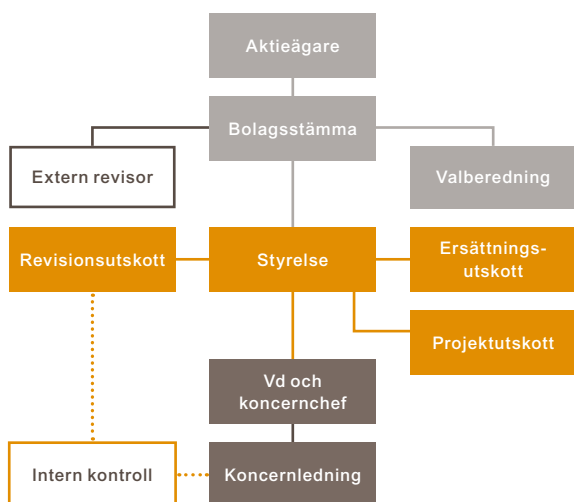 Aktieägare
Bolagsstämma
Extern revisor
Valberedning
Revisionsutskott
Styrelse
Ersättnings-
utskott
Projektutskott
Vd och
koncernchef
Intern kontroll
Koncernledning